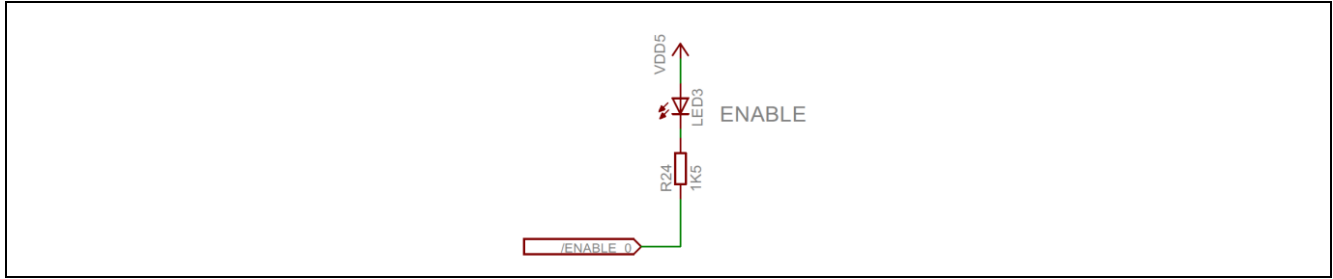 VDD5
LED3
ENABLE
R24
1K5
/ENABLE_0